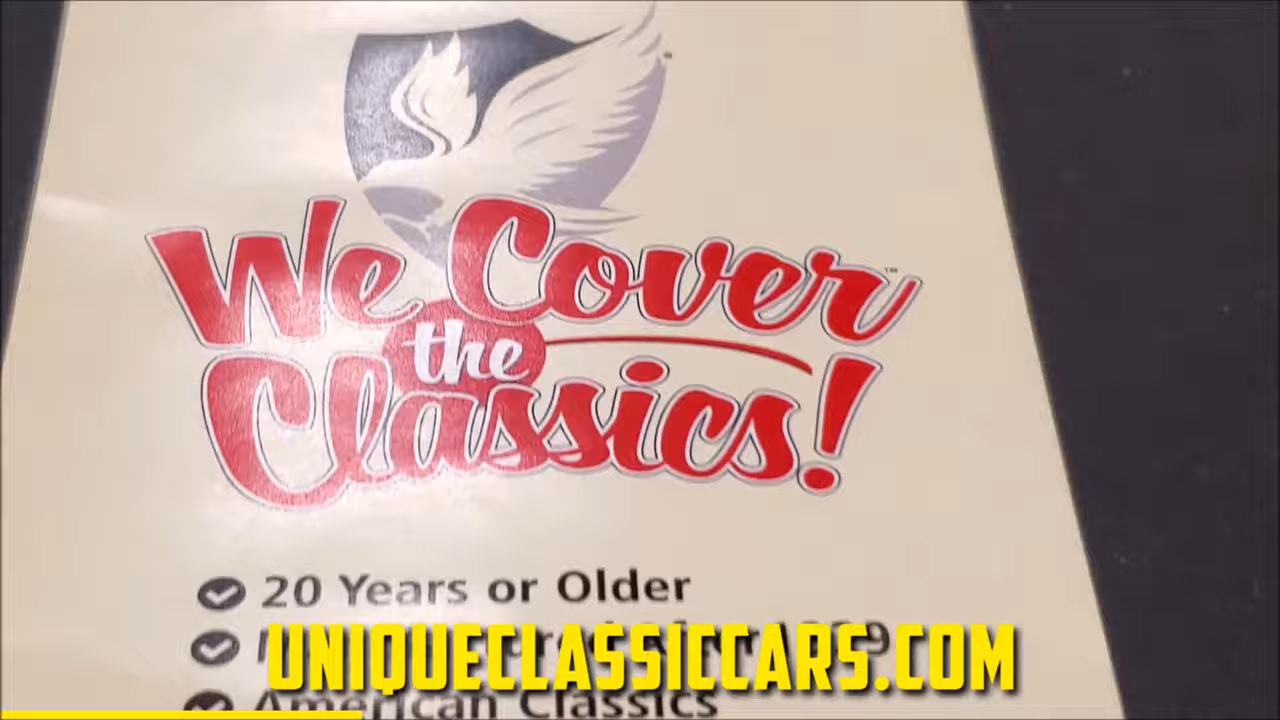 We Cover
the
Classics!
20 Years or Older
UNIQUECLASSICCARS.COM
American Classics